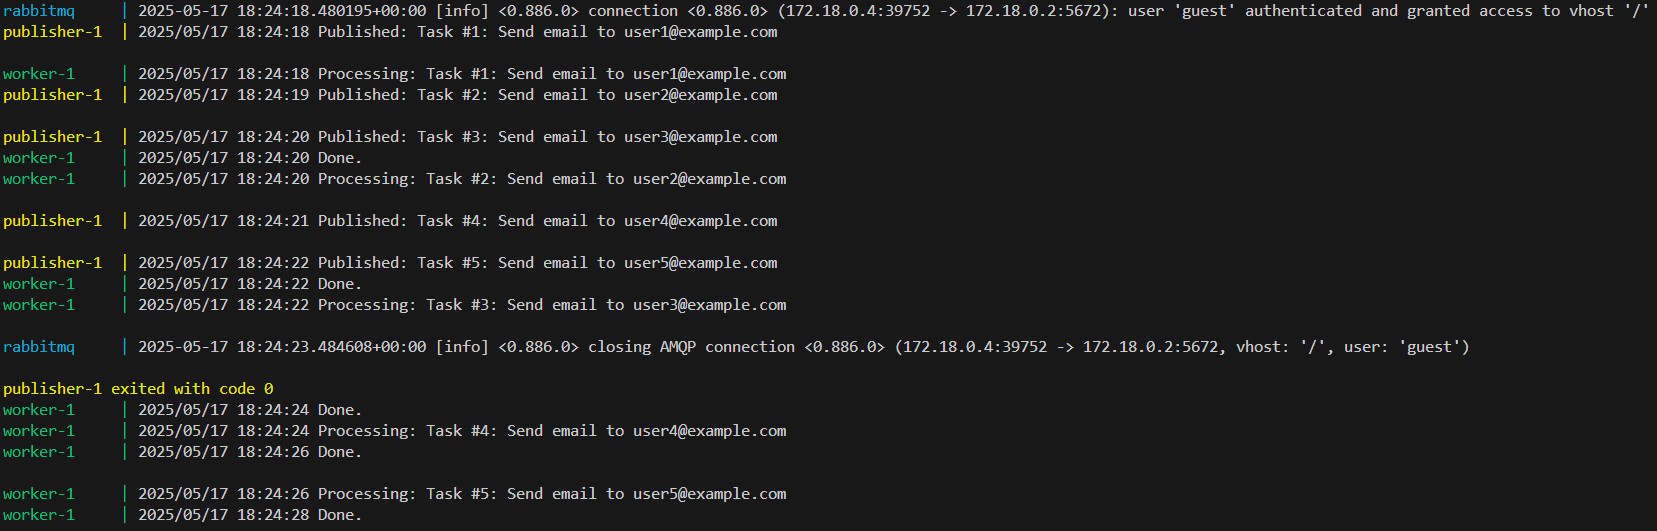 rabbitmq | 2025-05-17 18:24:18.480195+00:00 [info] <0.886.0> connection <0.886.0> (172.18.0.4:39752 -> 172.18.0.2:5672): user 'guest' authenticated and granted access to vhost '/'
publisher-1 | 2025/05/17 18:24:18 Published: Task #1: Send email to user1@example.com
worker-1 | 2025/05/17 18:24:18 Processing: Task #1: Send email to user1@example.com
publisher-1 | 2025/05/17 18:24:19 Published: Task #2: Send email to user2@example.com
publisher-1 | 2025/05/17 18:24:20 Published: Task #3: Send email to user3@example.com
worker-1 | 2025/05/17 18:24:20 Done.
worker-1 | 2025/05/17 18:24:20 Processing: Task #2: Send email to user2@example.com
publisher-1 | 2025/05/17 18:24:21 Published: Task #4: Send email to user4@example.com
publisher-1 | 2025/05/17 18:24:22 Published: Task #5: Send email to user5@example.com
worker-1 | 2025/05/17 18:24:22 Done.
worker-1 | 2025/05/17 18:24:22 Processing: Task #3: Send email to user3@example.com
rabbitmq | 2025-05-17 18:24:23.484608+00:00 [info] <0.886.0> closing AMQP connection <0.886.0> (172.18.0.4:39752 -> 172.18.0.2:5672, vhost: '/', user: 'guest')
publisher-1 exited with code 0
worker-1 | 2025/05/17 18:24:24 Done.
worker-1 | 2025/05/17 18:24:24 Processing: Task #4: Send email to user4@example.com
worker-1 | 2025/05/17 18:24:26 Done.
worker-1 | 2025/05/17 18:24:26 Processing: Task #5: Send email to user5@example.com
worker-1 | 2025/05/17 18:24:28 Done.